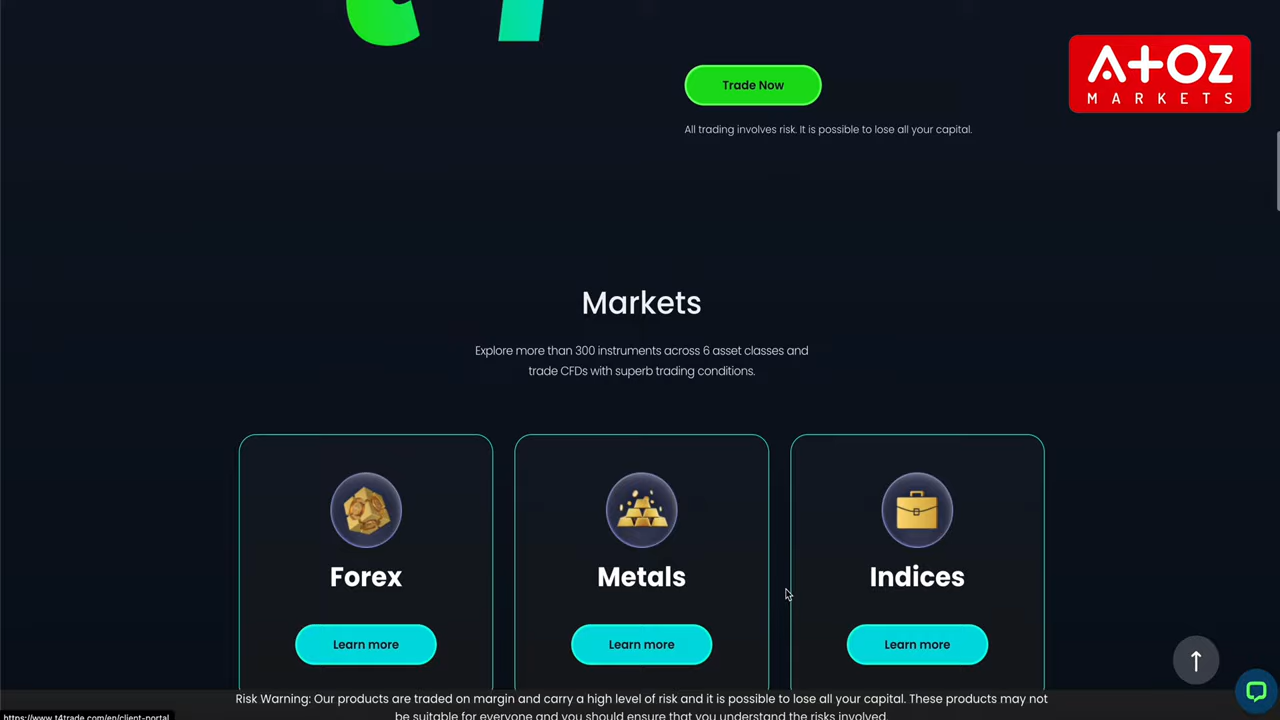 A+OZ
MARKETS
Trade Now
All trading involves risk. It is possible to lose all your capital.
Markets
Explore more than 300 instruments across 6 asset classes and
trade CFDs with superb trading conditions.
Forex
Metals
Indices
Learn more
Learn more
Learn more
Risk Warning: Our products are traded on margin and carry a high level of risk and it is possible to lose all your capital. These products may not
be suitable for everyone and you should ensure that you understand the risks involved.
https://www.t4trade.com/en/client-portal